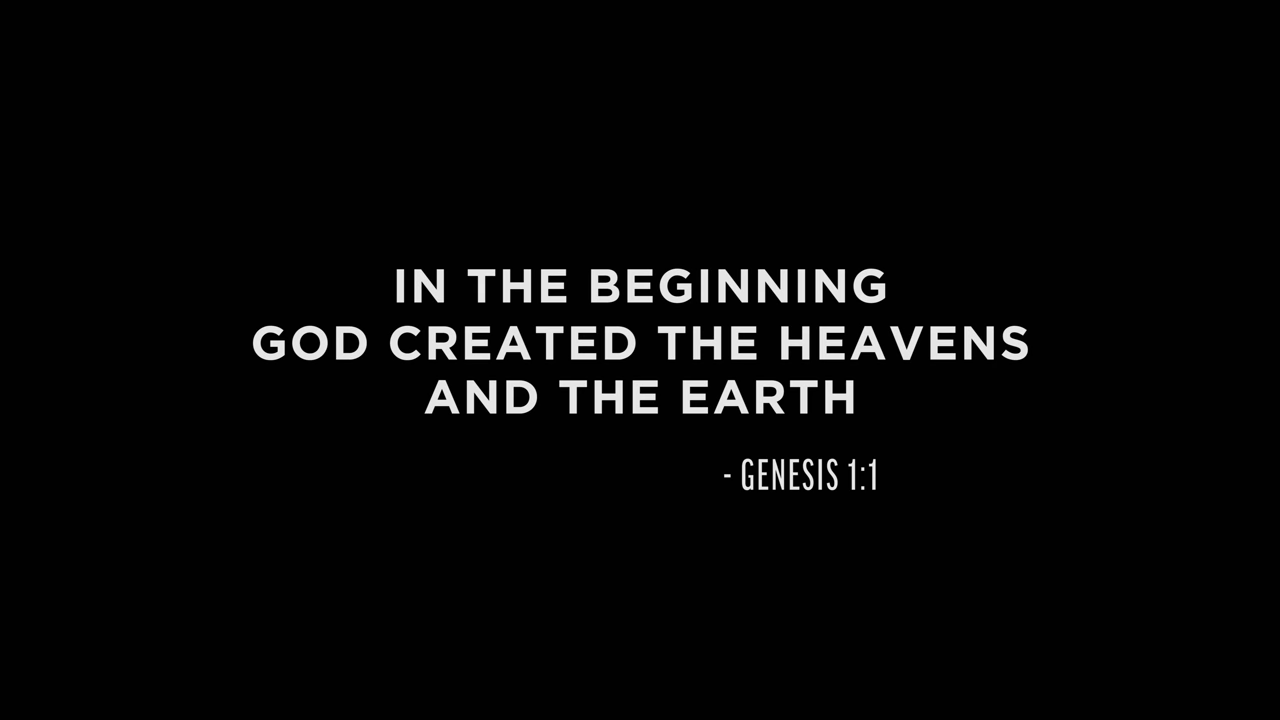 IN THE BEGINNING
GOD CREATED THE HEAVENS
AND THE EARTH
- GENESIS 1:1